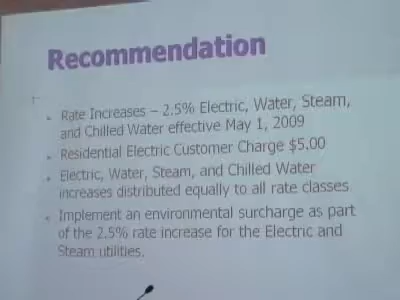 Recommendation
Rate Increases – 2.5% Electric, Water, Steam,
and Chilled Water effective May 1, 2009
Residential Electric Customer Charge $5.00
Electric, Water, Steam, and Chilled Water
increases distributed equally to all rate classes
Implement an environmental surcharge as part
of the 2.5% rate increase for the Electric and
Steam utilities.